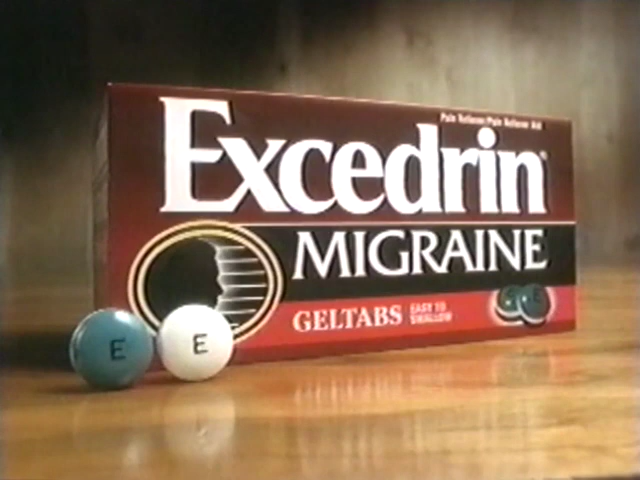 Pain Reliever/Pain Reliever Aid
Excedrin
MIGRAINE
GELTABS
EASY TO
SWALLOW
E
E
E